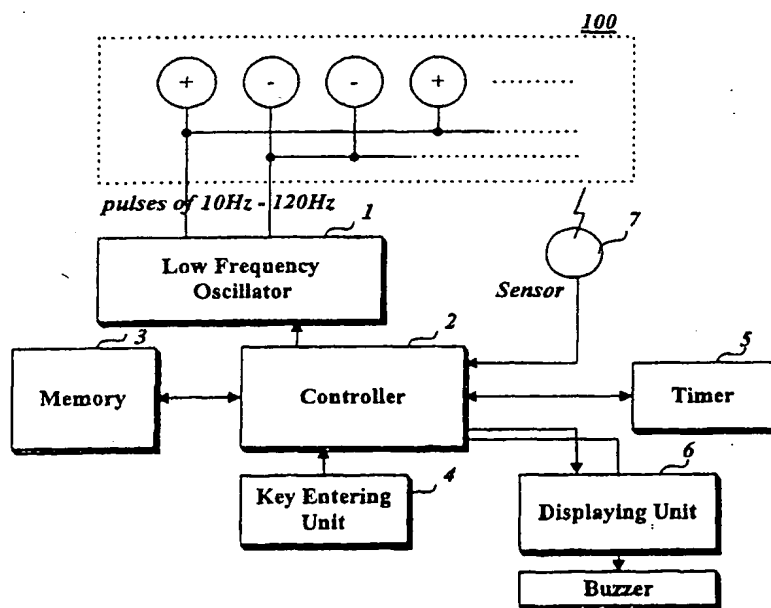 100
+ - - +
pulses of 10Hz - 120Hz
1
Low Frequency
Oscillator
7
Sensor
2
3
5
Memory
Controller
Timer
4
6
Key Entering
Unit
Displaying Unit
Buzzer